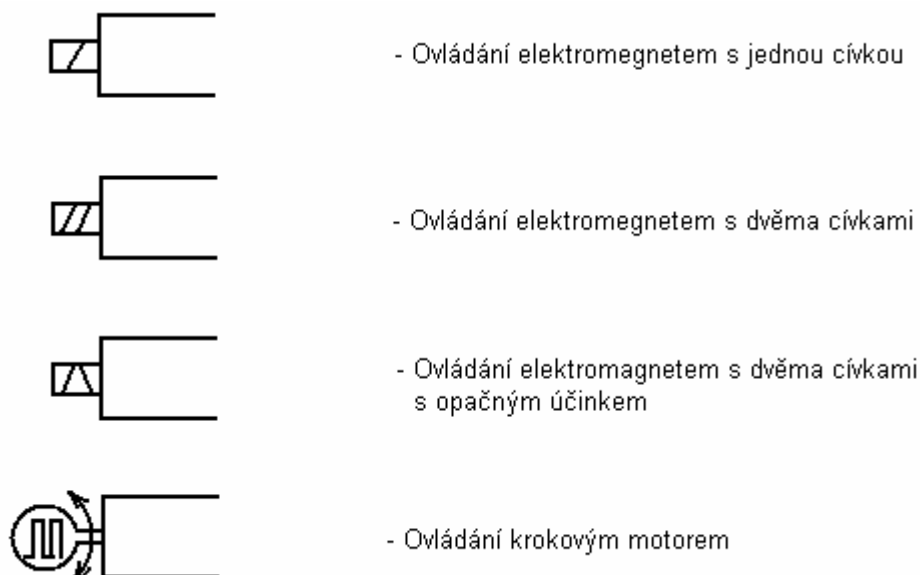 - Ovládání elektromegnetem s jednou cívkou
- Ovládání elektromegnetem s dvěma cívkami
- Ovládání elektromagnetem s dvěma cívkami
s opačným účinkem
- Ovládání krokovým motorem